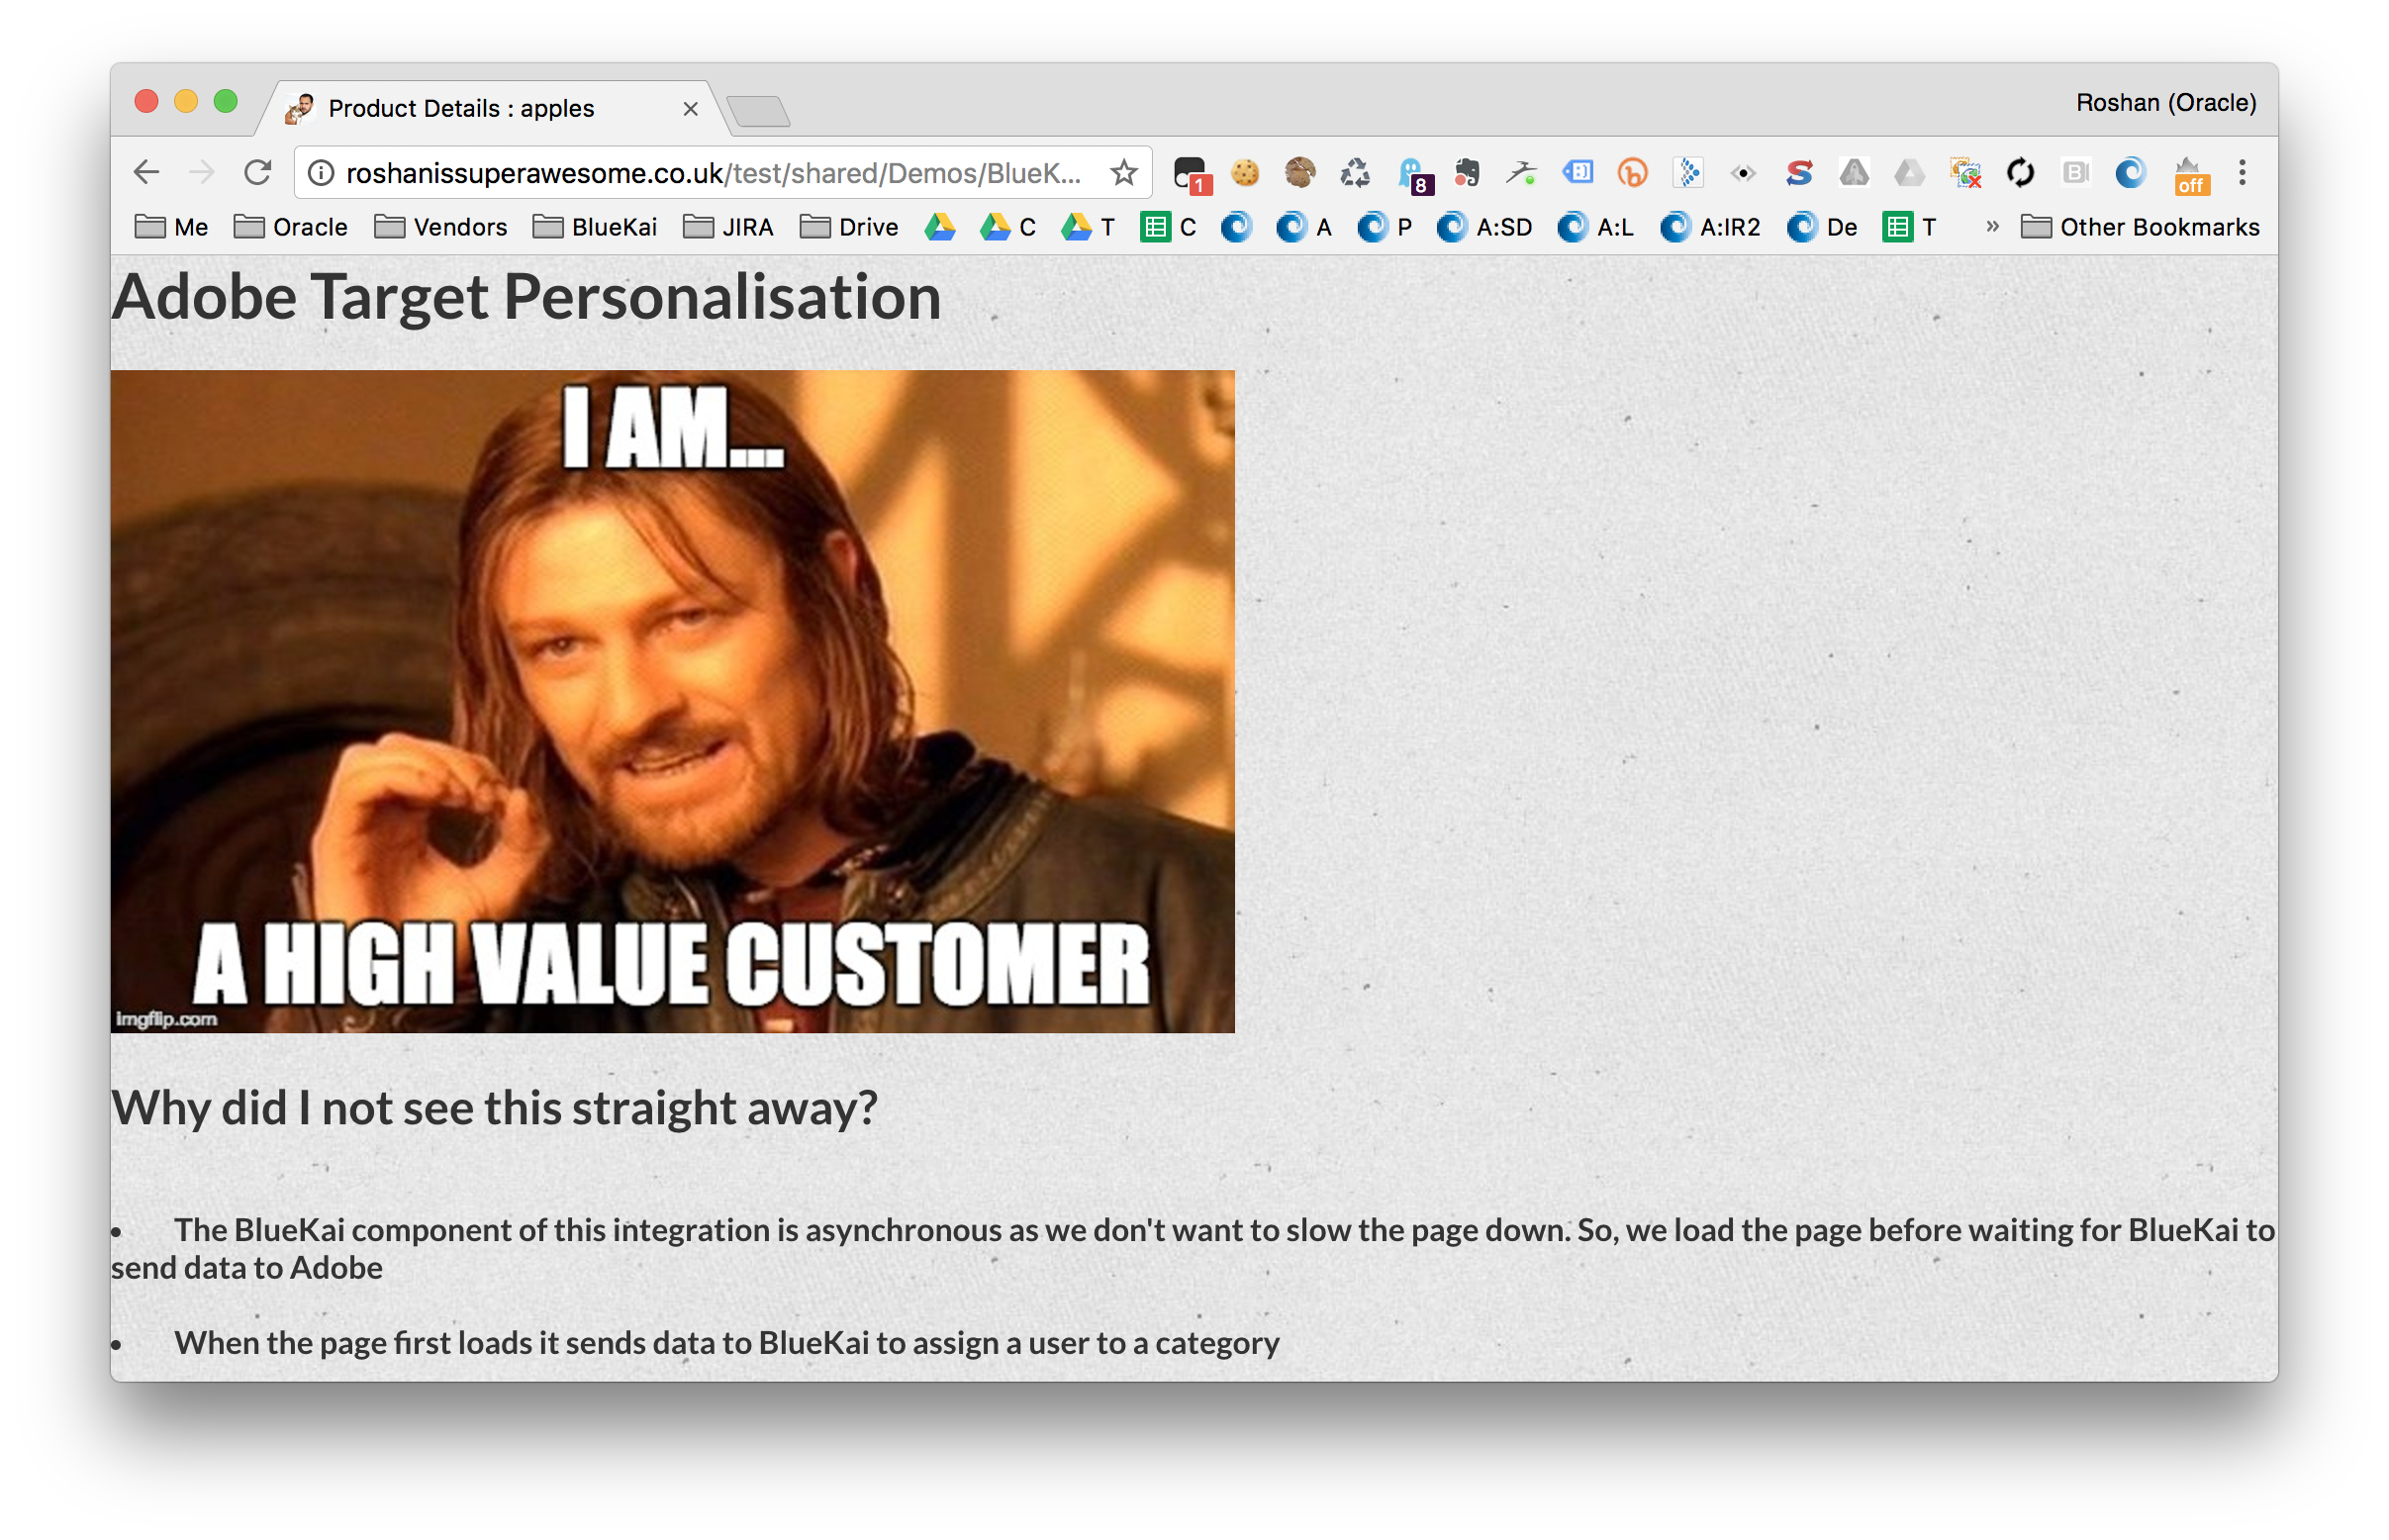 Product Details : apples
Roshan (Oracle)
roshanissuperawesome.co.uk/test/shared/Demos/BlueK...
1
8
off
Me Oracle Vendors BlueKai JIRA Drive C T C A P A:SD A:L A:IR2 De T » Other Bookmarks
Adobe Target Personalisation
I AM...
A HIGH VALUE CUSTOMER
imgflip.com
Why did I not see this straight away?
• The BlueKai component of this integration is asynchronous as we don't want to slow the page down. So, we load the page before waiting for BlueKai to
send data to Adobe
• When the page first loads it sends data to BlueKai to assign a user to a category